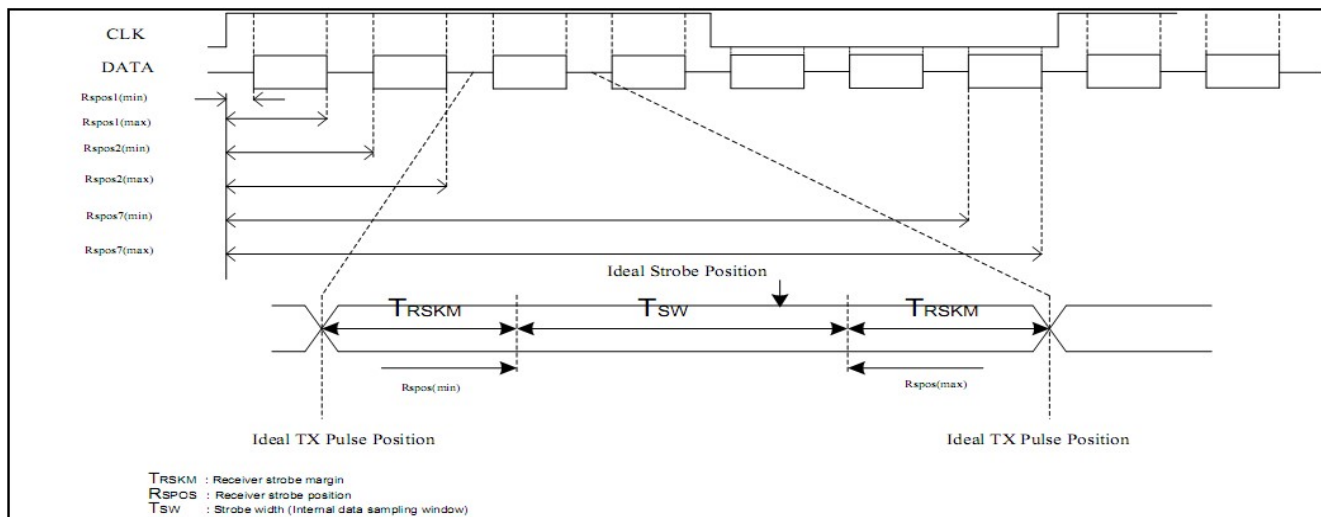 CLK
DATA
Rspos1(min)
Rspos1(max)
Rspos2(min)
Rspos2(max)
Rspos7(min)
Rspos7(max)
Ideal Strobe Position
TRSKM
TSW
TRSKM
Rspos(min)
Rspos(max)
Ideal TX Pulse Position
Ideal TX Pulse Position
TRSKM : Receiver strobe margin
RSPOS : Receiver strobe position
TSW : Strobe width (Internal data sampling window)